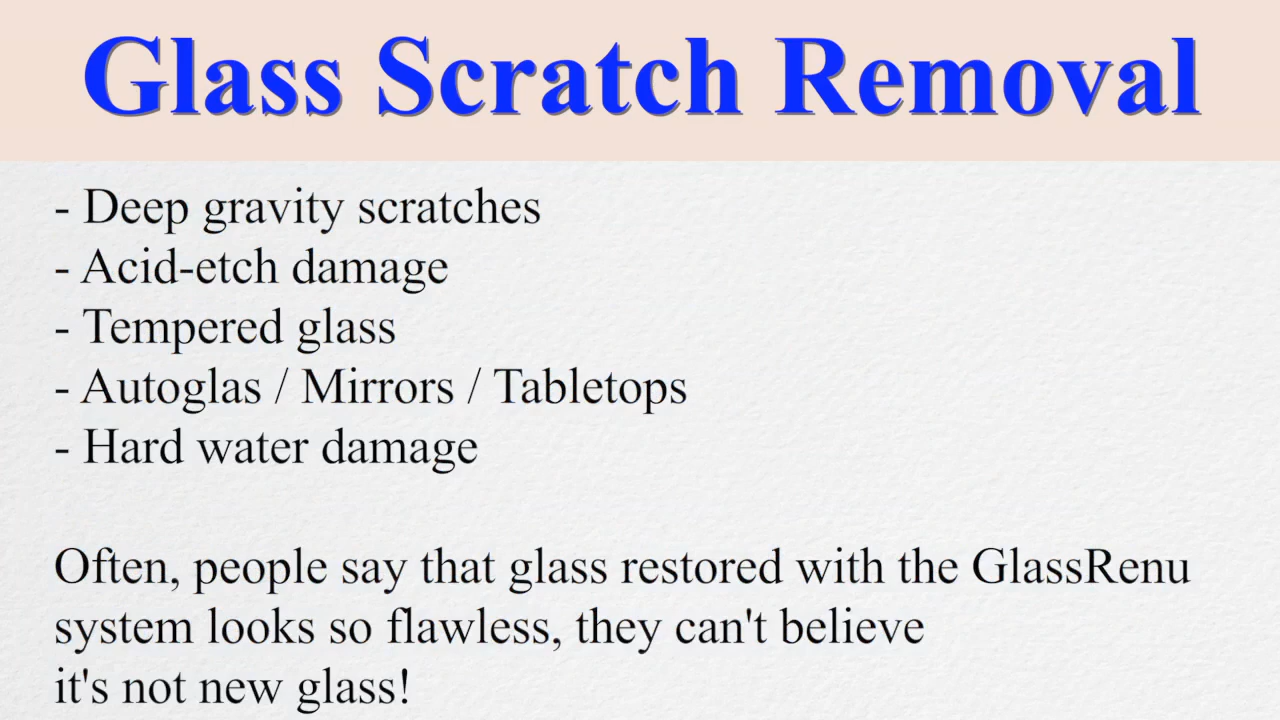 Glass Scratch Removal
- Deep gravity scratches
- Acid-etch damage
- Tempered glass
- Autoglas / Mirrors / Tabletops
- Hard water damage
Often, people say that glass restored with the GlassRenu
system looks so flawless, they can't believe
it's not new glass!